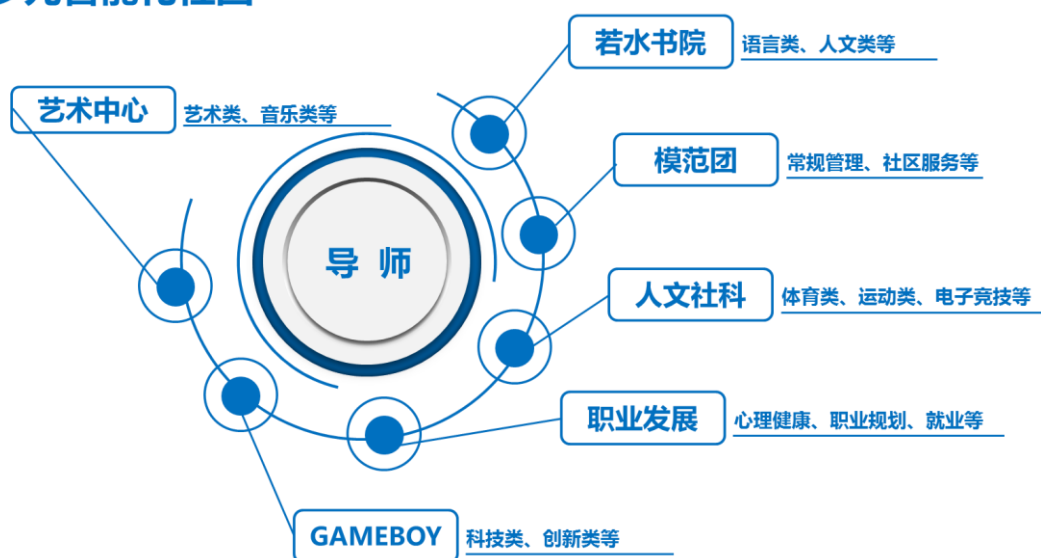 若水书院 语言类、人文类等
艺术中心 艺术类、音乐类等
模范团 常规管理、社区服务等
导 师
人文社科 体育类、运动类、电子竞技等
职业发展 心理健康、职业规划、就业等
GAMEBOY 科技类、创新类等